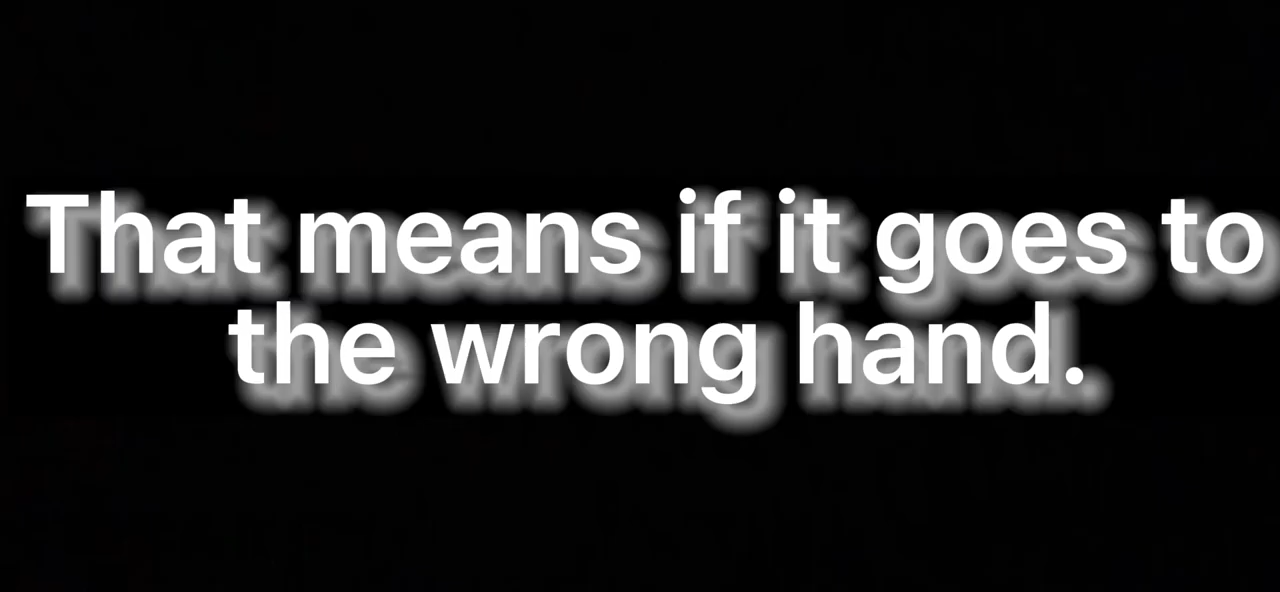 That means if it goes to
the wrong hand.